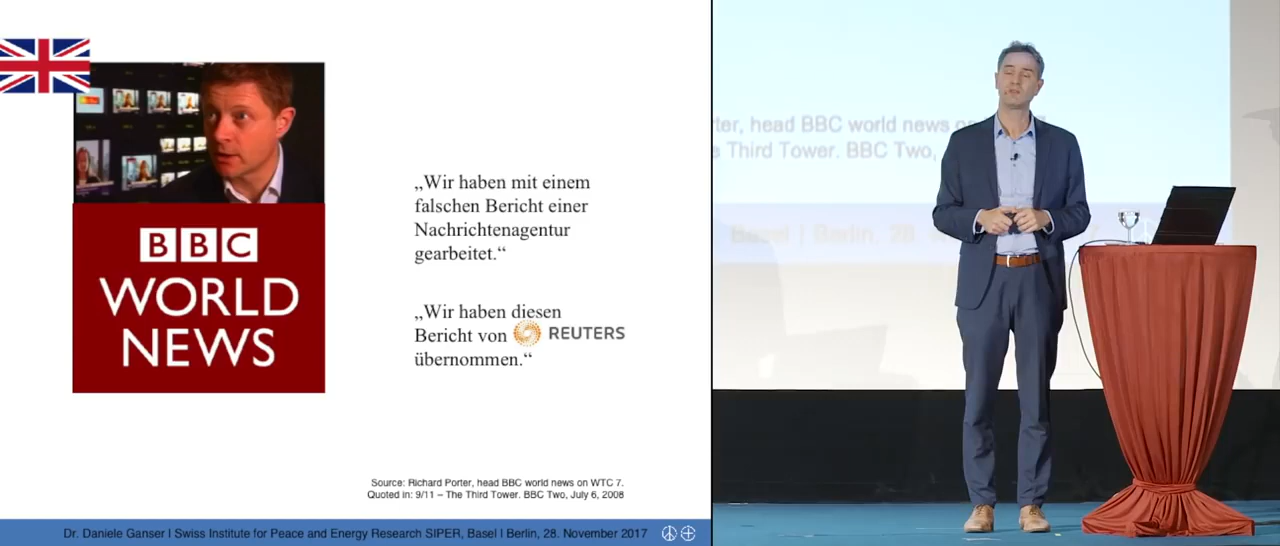 BBC
WORLD
NEWS
„Wir haben mit einem
falschen Bericht einer
Nachrichtenagentur
gearbeitet.“
„Wir haben diesen
Bericht von REUTERS
übernommen.“
Source: Richard Porter, head BBC world news on WTC 7.
Quoted in: 9/11 – The Third Tower. BBC Two, July 6, 2008
Dr. Daniele Ganser I Swiss Institute for Peace and Energy Research SIPER, Basel I Berlin, 28. November 2017
head BBC world news
Third Tower. BBC Two,
Basel | Berlin, 28.